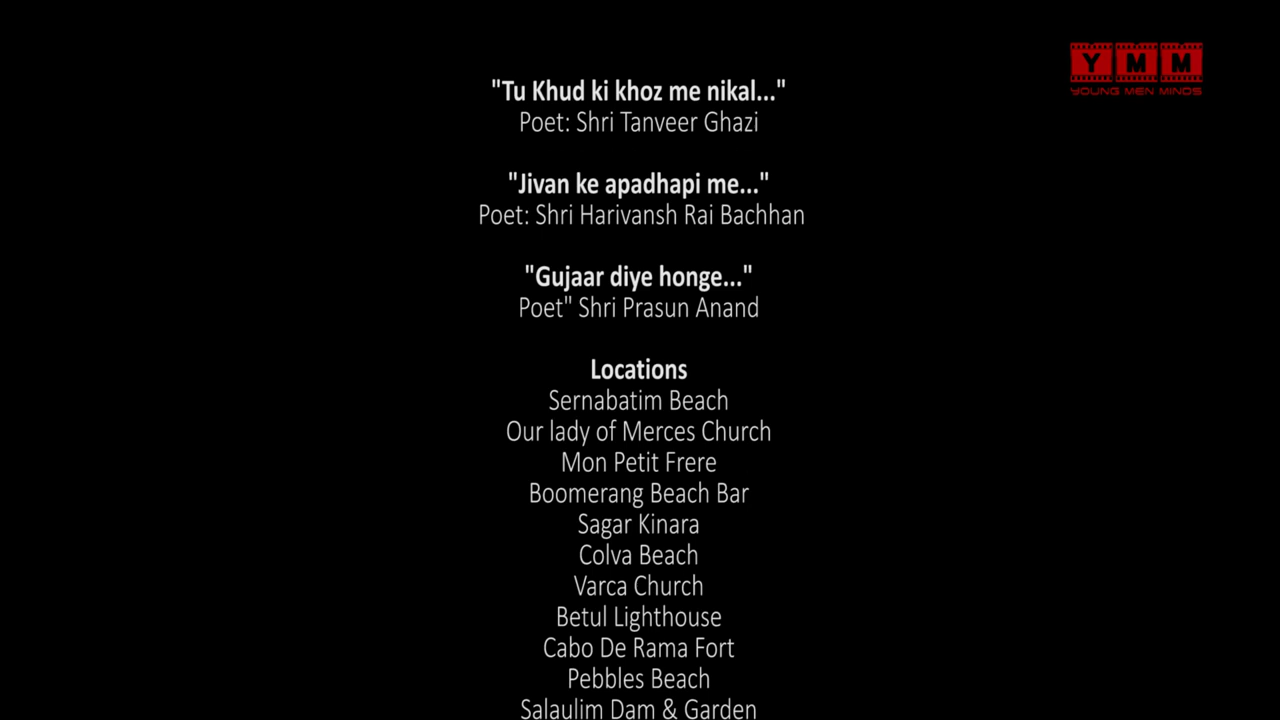 Y M M
YOUNG MEN MINDS
"Tu Khud ki khoz me nikal..."
Poet: Shri Tanveer Ghazi
"Jivan ke apadhapi me..."
Poet: Shri Harivansh Rai Bachhan
"Gujaar diye honge..."
Poet" Shri Prasun Anand
Locations
Sernabatim Beach
Our lady of Merces Church
Mon Petit Frere
Boomerang Beach Bar
Sagar Kinara
Colva Beach
Varca Church
Betul Lighthouse
Cabo De Rama Fort
Pebbles Beach
Salaulim Dam & Garden